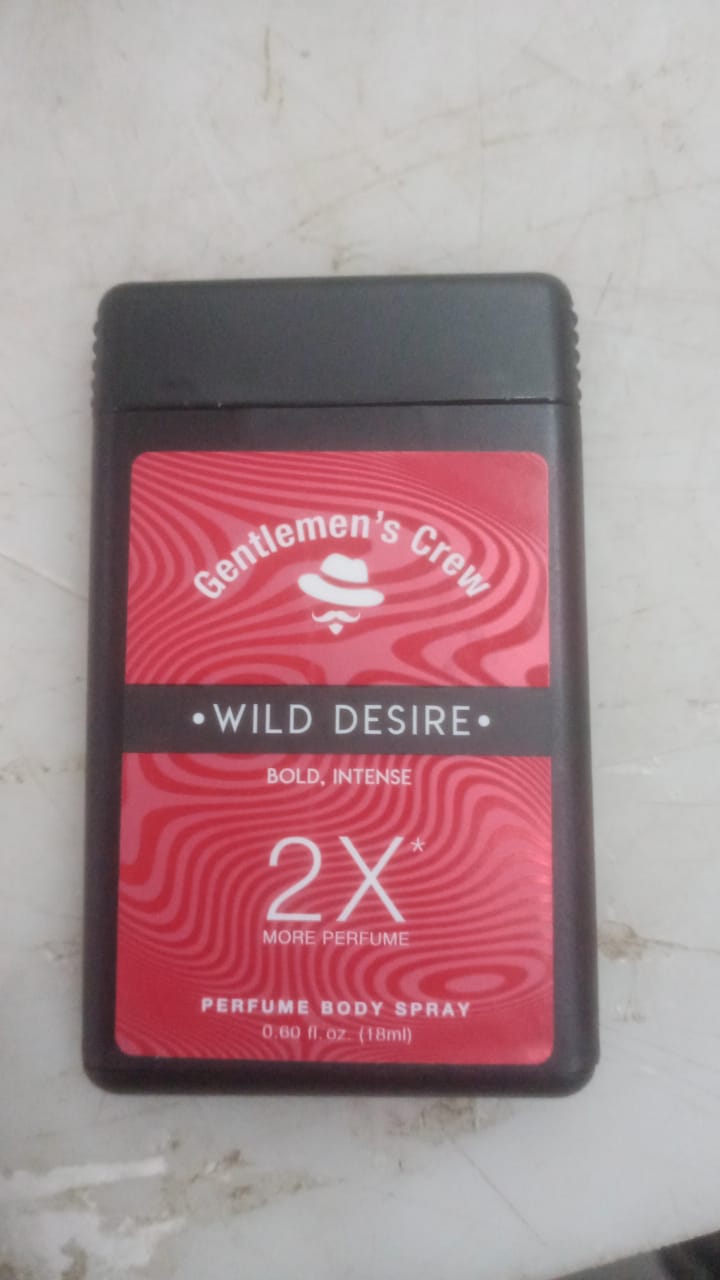 Gentlemen's Crew
•WILD DESIRE•
BOLD, INTENSE
2X*
MORE PERFUME
PERFUME BODY SPRAY
0.60 fl. oz. (18ml)